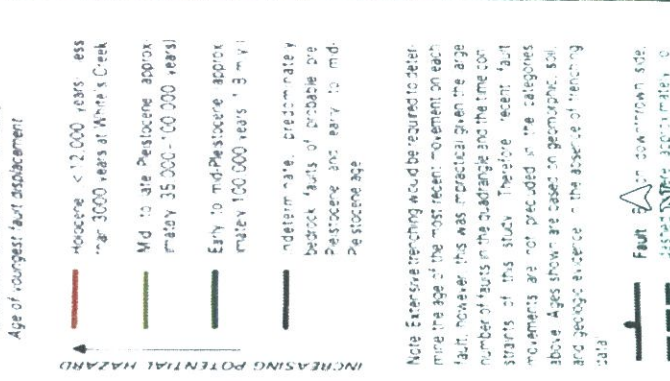 Age of youngest fault displacement
INCREASING POTENTIAL HAZARD
Holocene < 12,000 years; less
than 3000 years at White's Creek
Mid to late Pleistocene approx-
imately 35,000-100,000 years)
Early to mid-Pleistocene approx
imately 100,000 years 1.8 m.y.)
Indeterminate, predominately
bedrock faults of probable pre
Pleistocene and early to mid-
Pleistocene age
Note Extensive trenching would be required to deter-
mine the age of the most recent movement on each
fault, however this was impractical given the large
number of faults in the quadrangle and the time con
straints of this study. Therefore, recent fault
movements are not precluded in the categories
above. Ages shown are based on geomorphic, soil,
and geologic evidence in the absence of trenching
data)
Fault on downthrown side,
dashed where approximated